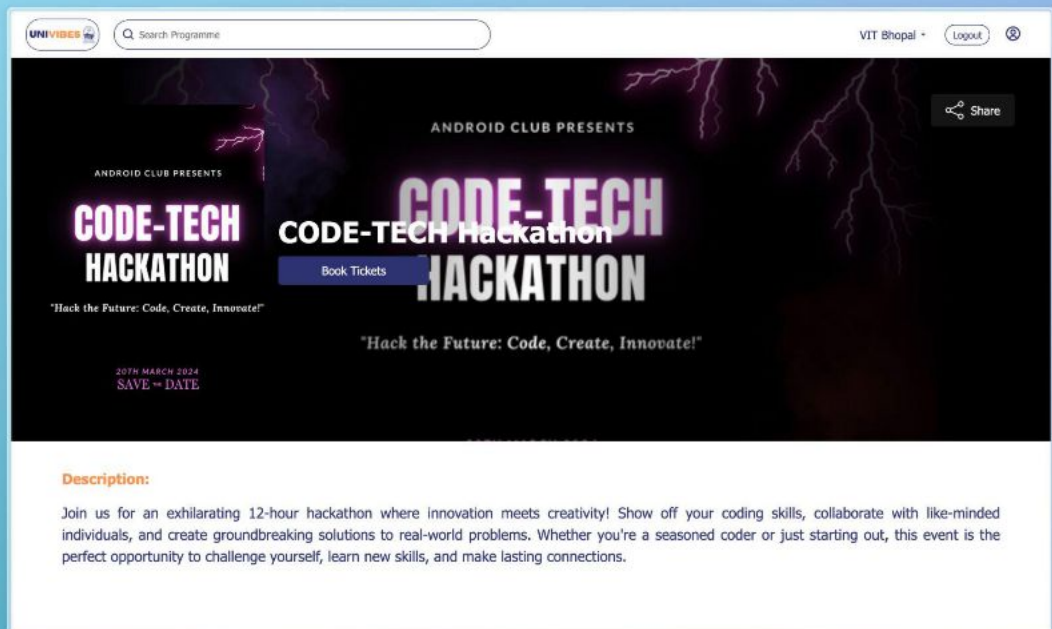 UNIVIBES
Search Programme
VIT Bhopal
Logout
Share
ANDROID CLUB PRESENTS
CODE-TECH
HACKATHON
"Hack the Future: Code, Create, Innovate!"
20TH MARCH 2024
SAVE THE DATE
ANDROID CLUB PRESENTS
CODE-TECH
HACKATHON
"Hack the Future: Code, Create, Innovate!"
CODE-TECH Hackathon
Book Tickets
Description:
Join us for an exhilarating 12-hour hackathon where innovation meets creativity! Show off your coding skills, collaborate with like-minded
individuals, and create groundbreaking solutions to real-world problems. Whether you're a seasoned coder or just starting out, this event is the
perfect opportunity to challenge yourself, learn new skills, and make lasting connections.